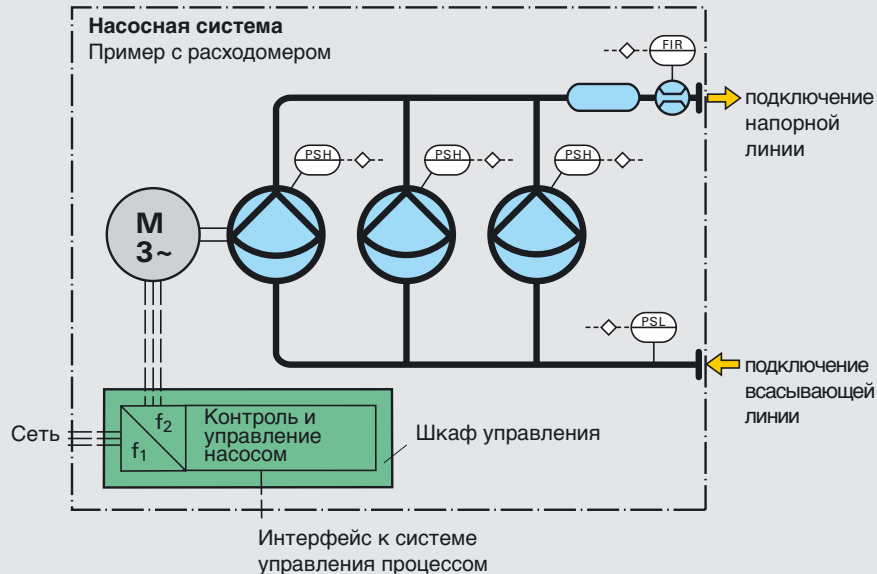 Насосная система
Пример с расходомером
FIR
подключение
напорной
линии
PSH
PSH
PSH
M
3~
PSL
подключение
всасывающей
линии
Сеть
f1
f2
Контроль и
управление
насосом
Шкаф управления
Интерфейс к системе
управления процессом